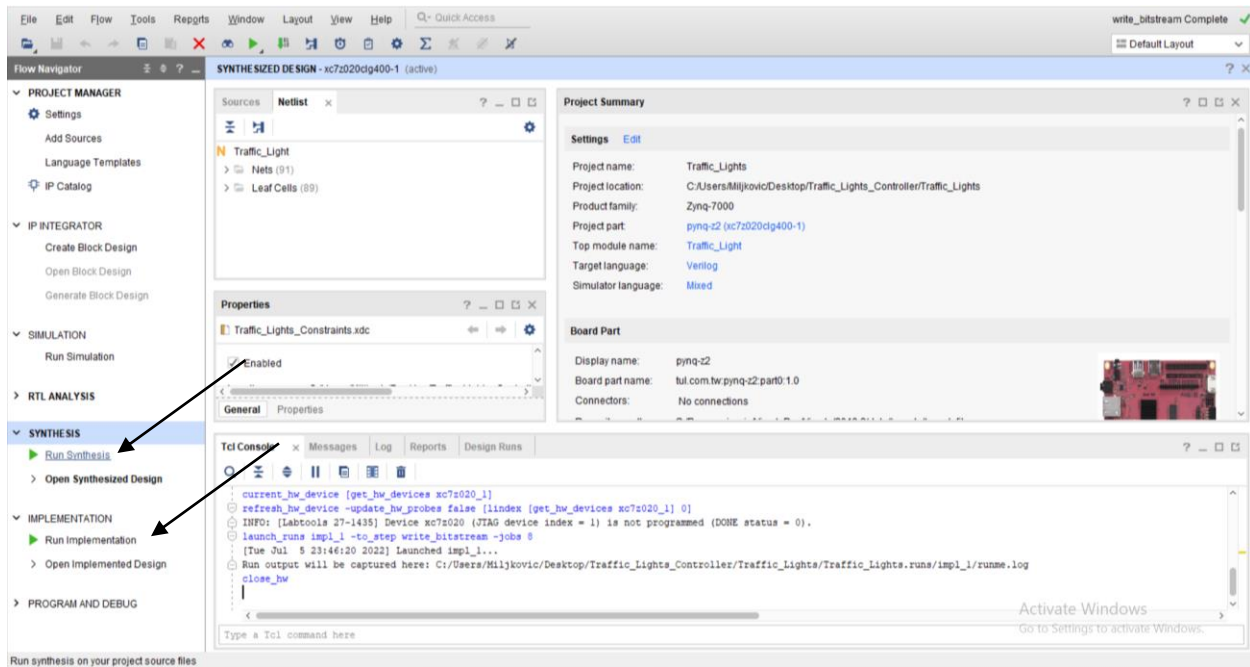 File Edit Flow Tools Reports Window Layout View Help Quick Access
write_bitstream Complete
Default Layout
Flow Navigator
PROJECT MANAGER
Settings
Add Sources
Language Templates
IP Catalog
IP INTEGRATOR
Create Block Design
Open Block Design
Generate Block Design
SIMULATION
Run Simulation
RTL ANALYSIS
SYNTHESIS
Run Synthesis
Open Synthesized Design
IMPLEMENTATION
Run Implementation
Open Implemented Design
PROGRAM AND DEBUG
SYNTHESIZED DESIGN - xc7z020clg400-1 (active)
Sources Netlist
Traffic_Light
Nets (91)
Leaf Cells (89)
Properties
Traffic_Lights_Constraints.xdc
Enabled
General Properties
Project Summary
Settings Edit
Project name: Traffic_Lights
Project location: C:/Users/Miljkovic/Desktop/Traffic_Lights_Controller/Traffic_Lights
Product family: Zynq-7000
Project part: pynq-z2 (xc7z020clg400-1)
Top module name: Traffic_Light
Target language: Verilog
Simulator language: Mixed
Board Part
Display name: pynq-z2
Board part name: tul.com.tw:pynq-z2:part0:1.0
Connectors: No connections
Tcl Console Messages Log Reports Design Runs
current_hw_device [get_hw_devices xc7z020_1]
refresh_hw_device -update_hw_probes false [lindex [get_hw_devices xc7z020_1] 0]
INFO: [Labtools 27-1435] Device xc7z020 (JTAG device index = 1) is not programmed (DONE status = 0).
launch_runs impl_1 -to_step write_bitstream -jobs 8
[Tue Jul 5 23:46:20 2022] Launched impl_1...
Run output will be captured here: C:/Users/Miljkovic/Desktop/Traffic_Lights_Controller/Traffic_Lights/Traffic_Lights.runs/impl_1/runme.log
close_hw
Type a Tcl command here
Activate Windows
Go to Settings to activate Windows.
Run synthesis on your project source files